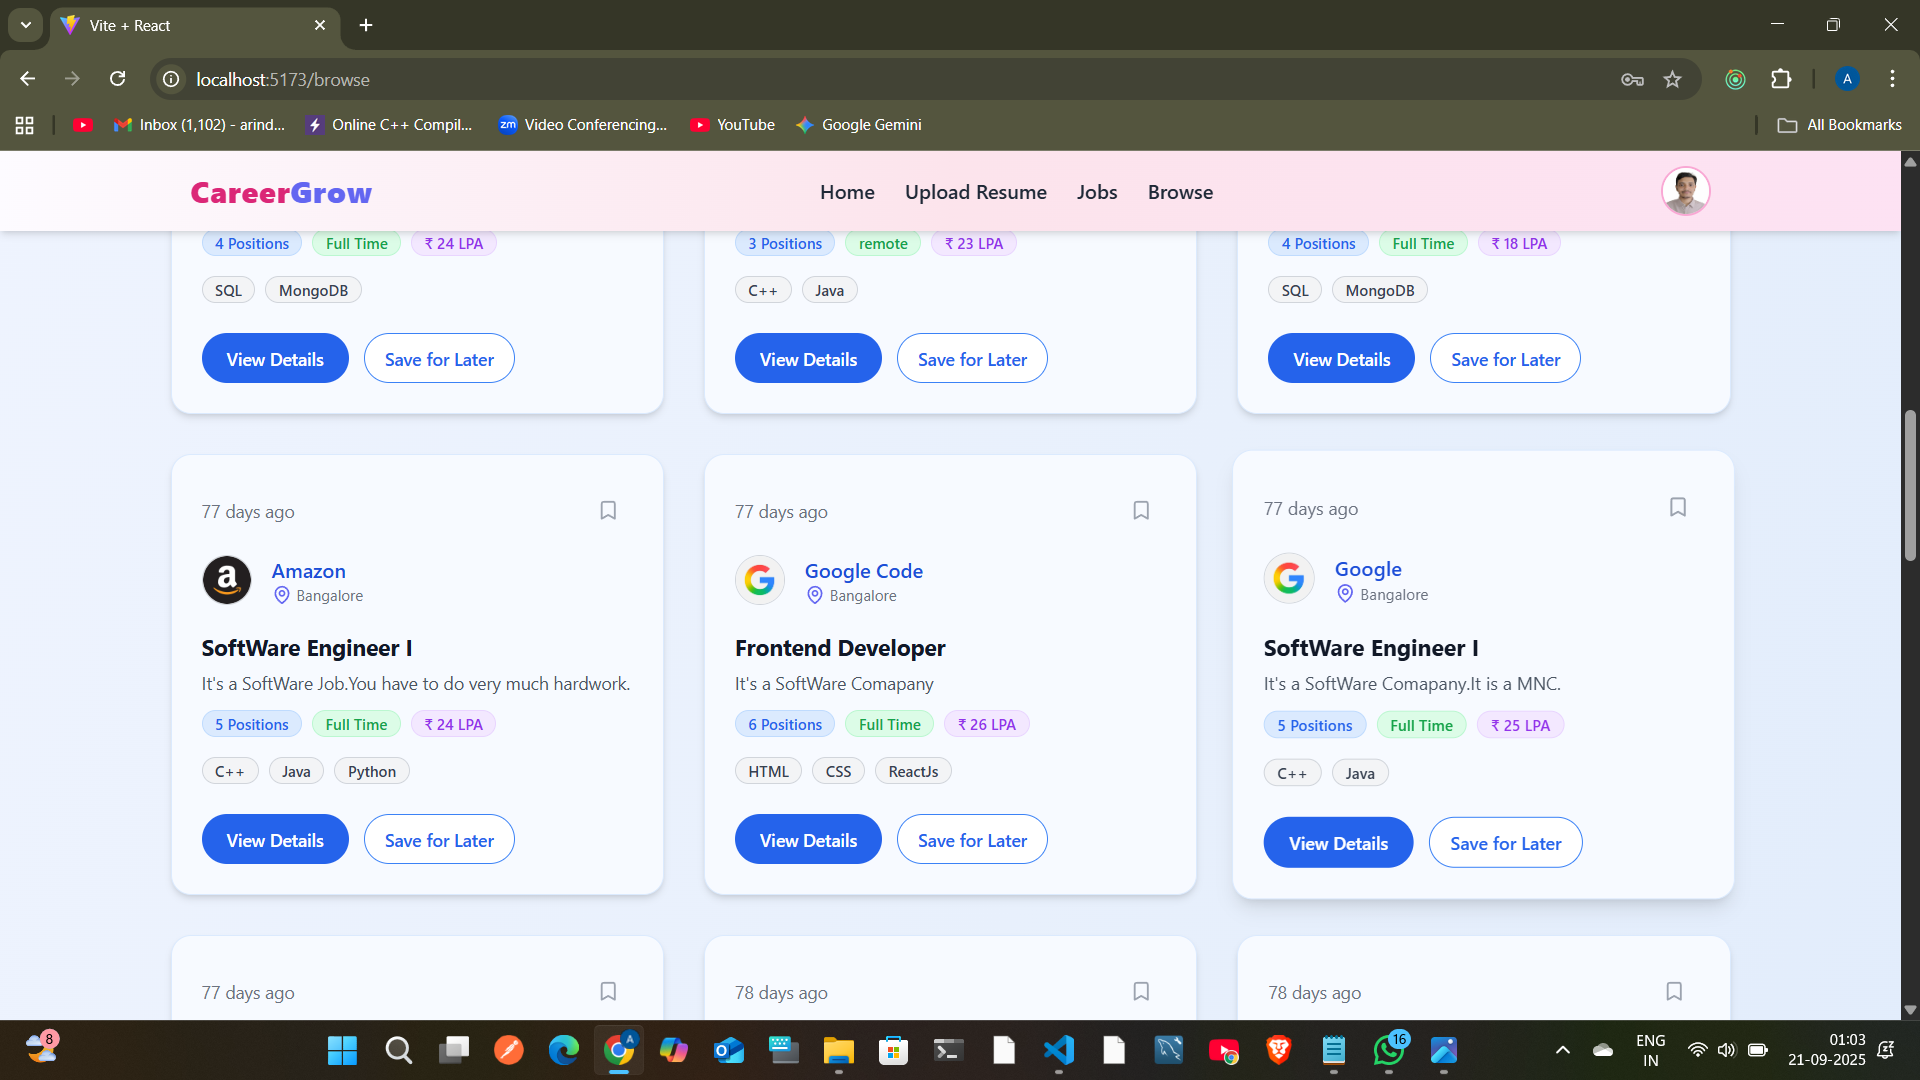 Vite + React
localhost:5173/browse
A
Inbox (1,102) - arind...
Online C++ Compil...
zm
Video Conferencing...
YouTube
Google Gemini
All Bookmarks
CareerGrow
Home
Upload Resume
Jobs
Browse
4 Positions
Full Time
₹ 24 LPA
3 Positions
remote
₹ 23 LPA
4 Positions
Full Time
₹ 18 LPA
SQL
MongoDB
C++
Java
SQL
MongoDB
View Details
Save for Later
View Details
Save for Later
View Details
Save for Later
77 days ago
a
Amazon
Bangalore
SoftWare Engineer I
It's a SoftWare Job.You have to do very much hardwork.
5 Positions
Full Time
₹ 24 LPA
C++
Java
Python
View Details
Save for Later
77 days ago
G
Google Code
Bangalore
Frontend Developer
It's a SoftWare Comapany
6 Positions
Full Time
₹ 26 LPA
HTML
CSS
ReactJs
View Details
Save for Later
77 days ago
G
Google
Bangalore
SoftWare Engineer I
It's a SoftWare Comapany.It is a MNC.
5 Positions
Full Time
₹ 25 LPA
C++
Java
View Details
Save for Later
77 days ago
78 days ago
78 days ago
8
A
16
ENG
IN
01:03
21-09-2025